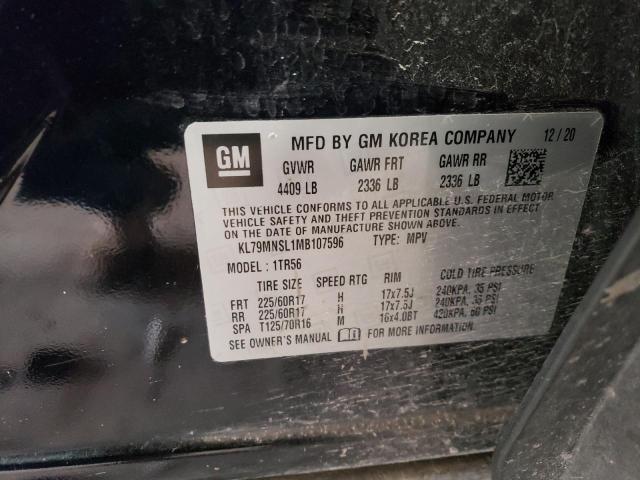 GM
MFD BY GM KOREA COMPANY 12/20
GVWR GAWR FRT GAWR RR
4409 LB 2336 LB 2336 LB
THIS VEHICLE CONFORMS TO ALL APPLICABLE U.S. FEDERAL MOTOR
VEHICLE SAFETY AND THEFT PREVENTION STANDARDS IN EFFECT
ON THE DATE OF MANUFACTURE SHOWN ABOVE.
KL79MNSL1MB107596 TYPE: MPV
MODEL : 1TR56
TIRE SIZE SPEED RTG RIM COLD TIRE PRESSURE
FRT 225/60R17 H 17x7.5J 240KPA, 35 PSI
RR 225/60R17 H 17x7.5J 240KPA, 35 PSI
SPA T125/70R16 M 16x4.0BT 420KPA, 60 PSI
SEE OWNER'S MANUAL FOR MORE INFORMATION.